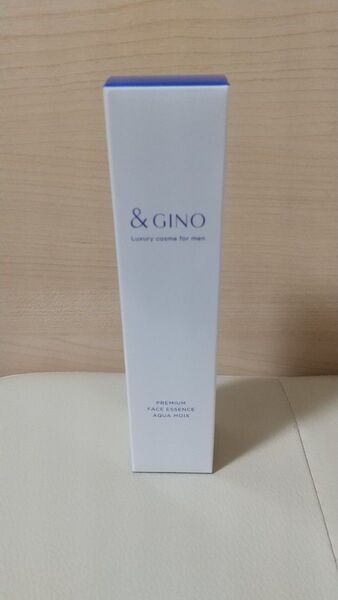 & GINO
Luxury cosme for men
PREMIUM
FACE ESSENCE
AQUA MOIX